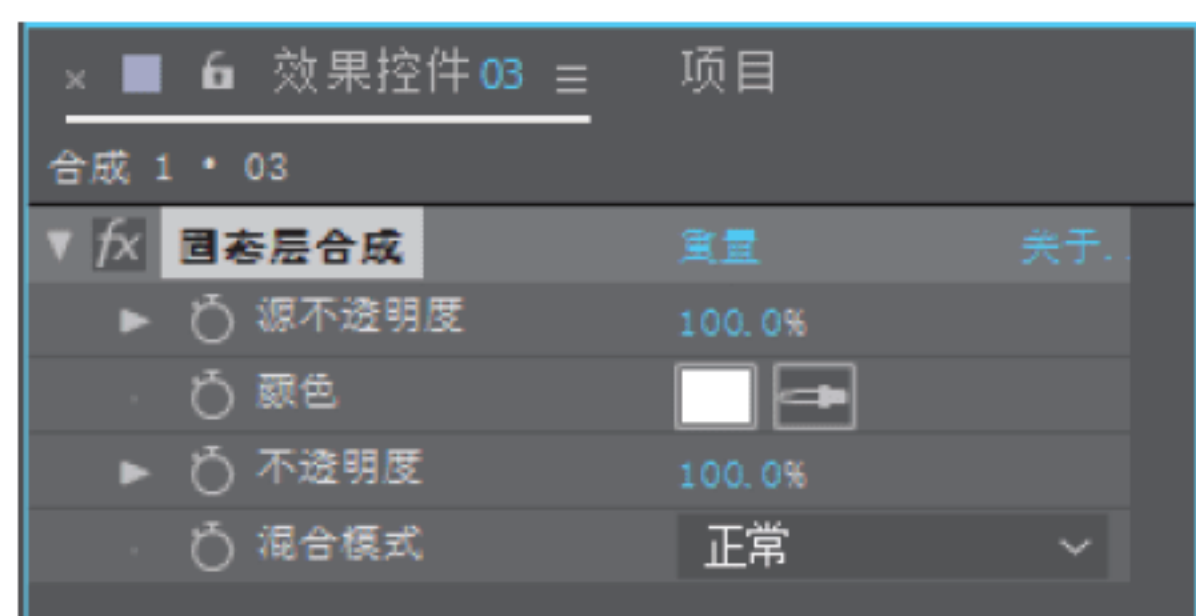 效果控件 03 项目
合成 1 • 03
fx 固态层合成 重置 关于...
源不透明度 100.0%
颜色
不透明度 100.0%
混合模式 正常